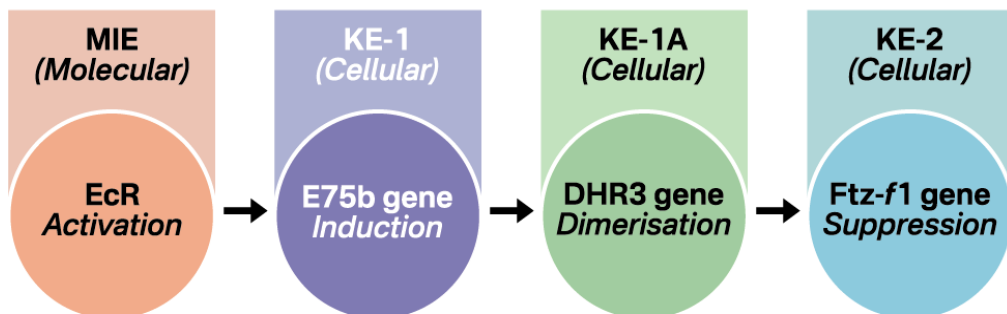 MIE
(Molecular)
KE-1
(Cellular)
KE-1A
(Cellular)
KE-2
(Cellular)
EcR
Activation
E75b gene
Induction
DHR3 gene
Dimerisation
Ftz-f1 gene
Suppression